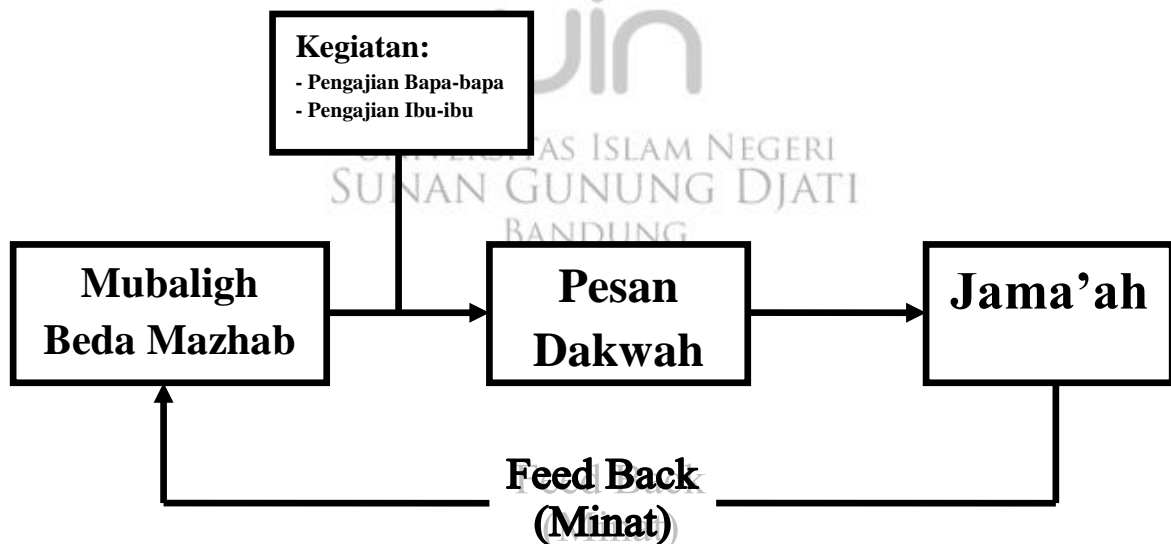 Kegiatan:
- Pengajian Bapa-bapa
- Pengajian Ibu-ibu
uin
UNIVERSITAS ISLAM NEGERI
SUNAN GUNUNG DJATI
BANDUNG
Mubaligh
Beda Mazhab
Pesan
Dakwah
Jama’ah
Feed Back
(Minat)